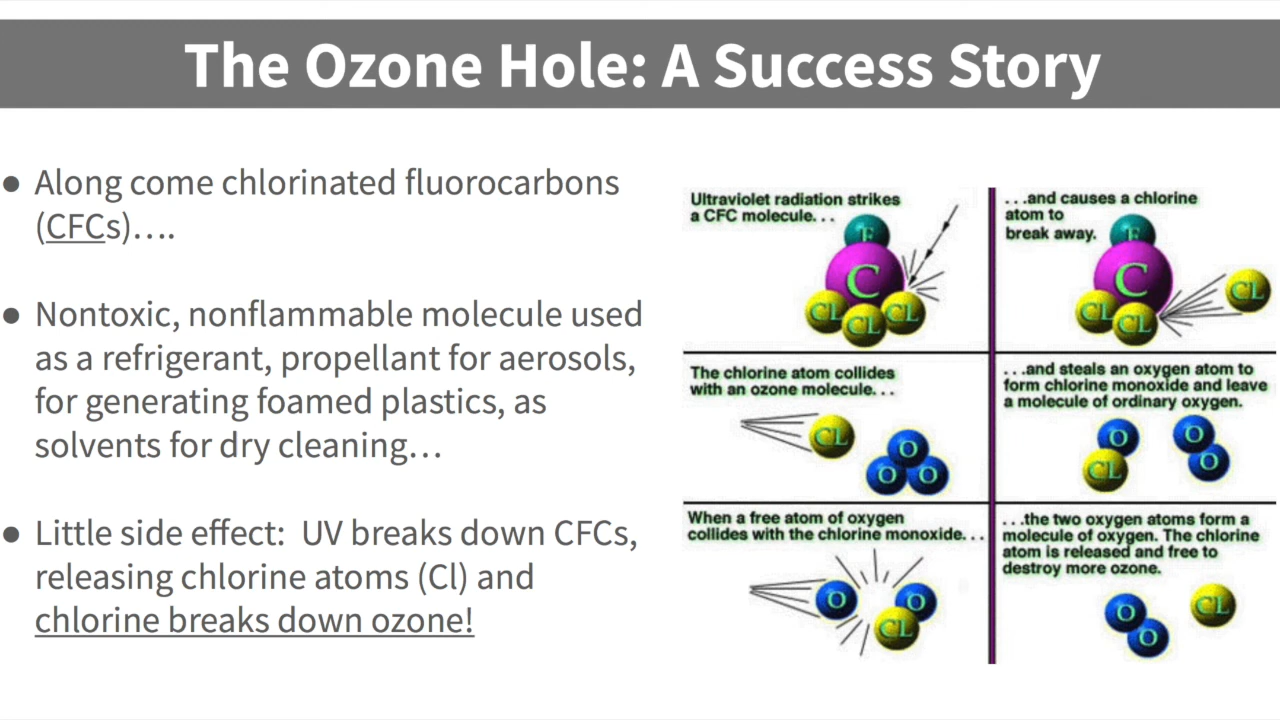 The Ozone Hole: A Success Story
● Along come chlorinated fluorocarbons
(CFCs)….
● Nontoxic, nonflammable molecule used
as a refrigerant, propellant for aerosols,
for generating foamed plastics, as
solvents for dry cleaning…
● Little side effect:  UV breaks down CFCs,
releasing chlorine atoms (Cl) and
chlorine breaks down ozone!
Ultraviolet radiation strikes
a CFC molecule. . .
F
C
CL
CL
CL
. . .and causes a chlorine
atom to
break away.
F
C
CL
CL
CL
The chlorine atom collides
with an ozone molecule. . .
CL
O
O
O
. . .and steals an oxygen atom to
form chlorine monoxide and leave
a molecule of ordinary oxygen.
O
CL
O
O
When a free atom of oxygen
collides with the chlorine monoxide. . .
O
O
CL
. . .the two oxygen atoms form a
molecule of oxygen. The chlorine
atom is released and free to
destroy more ozone.
O
O
CL